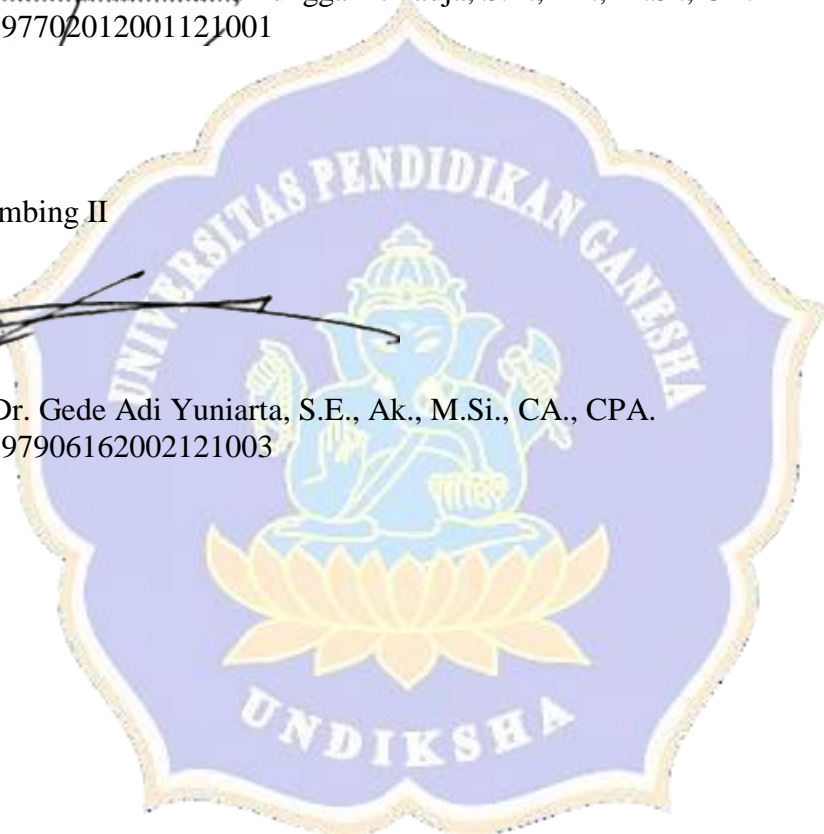 97702012001121001
UNIVERSITAS PENDIDIKAN GANESHA
mbing II
Dr. Gede Adi Yuniarta, S.E., Ak., M.Si., CA., CPA.
97906162002121003
UNDIKSHA